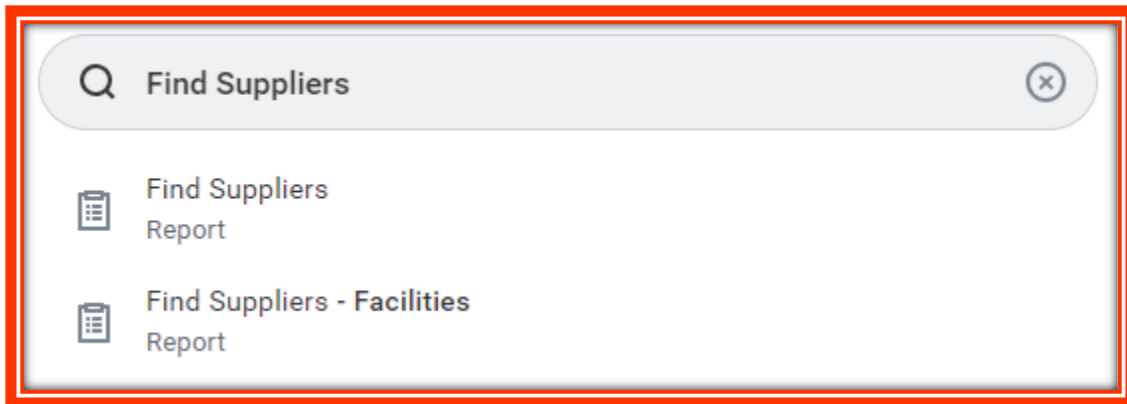 Find Suppliers
Find Suppliers
Report
Find Suppliers - Facilities
Report